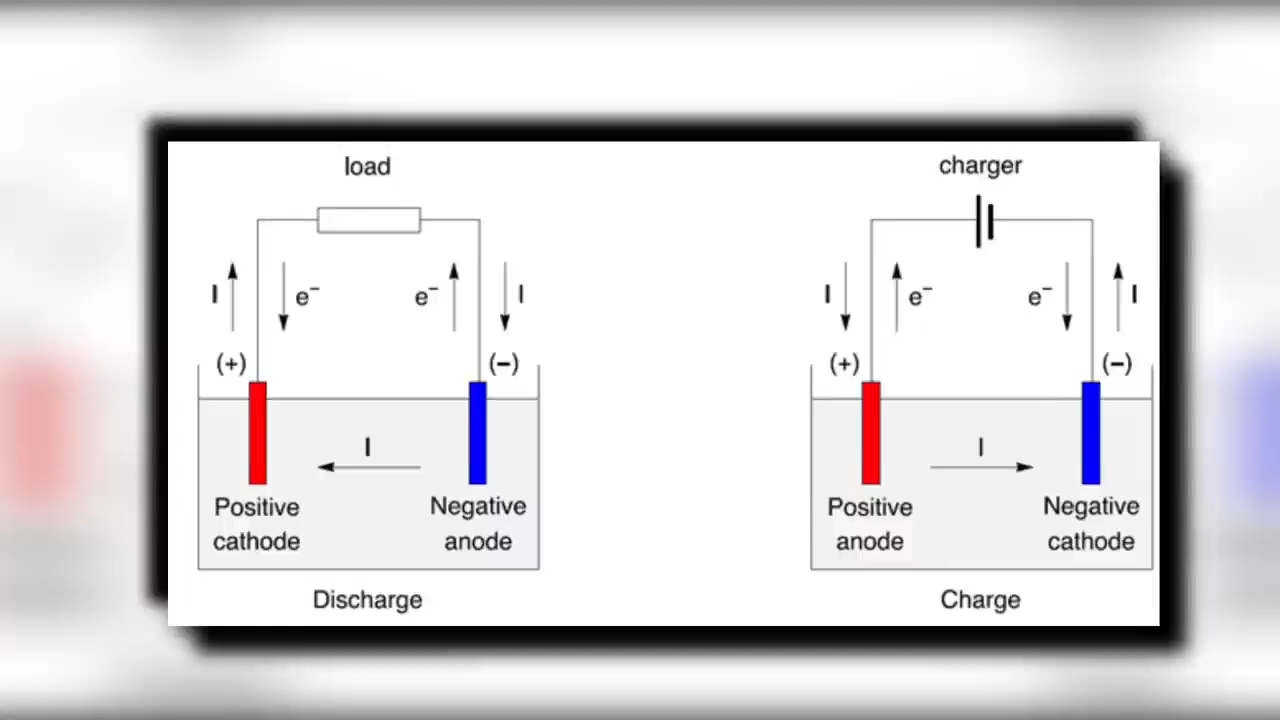 load
I
e⁻
e⁻
I
(+)
(−)
I
Positive
cathode
Negative
anode
Discharge
charger
I
e⁻
e⁻
I
(+)
(−)
I
Positive
anode
Negative
cathode
Charge